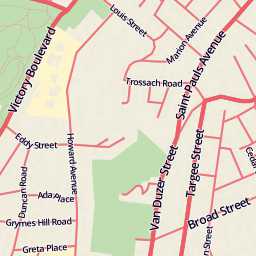 Louis Street
Marion Avenue
Victory Boulevard
Saint Pauls Avenue
Trossach Road
Eddy Street
Howard Avenue
Targee Street
Van Duzer Street
Duncan Road
Ada Place
Broad Street
Grymes Hill Road
Greta Place